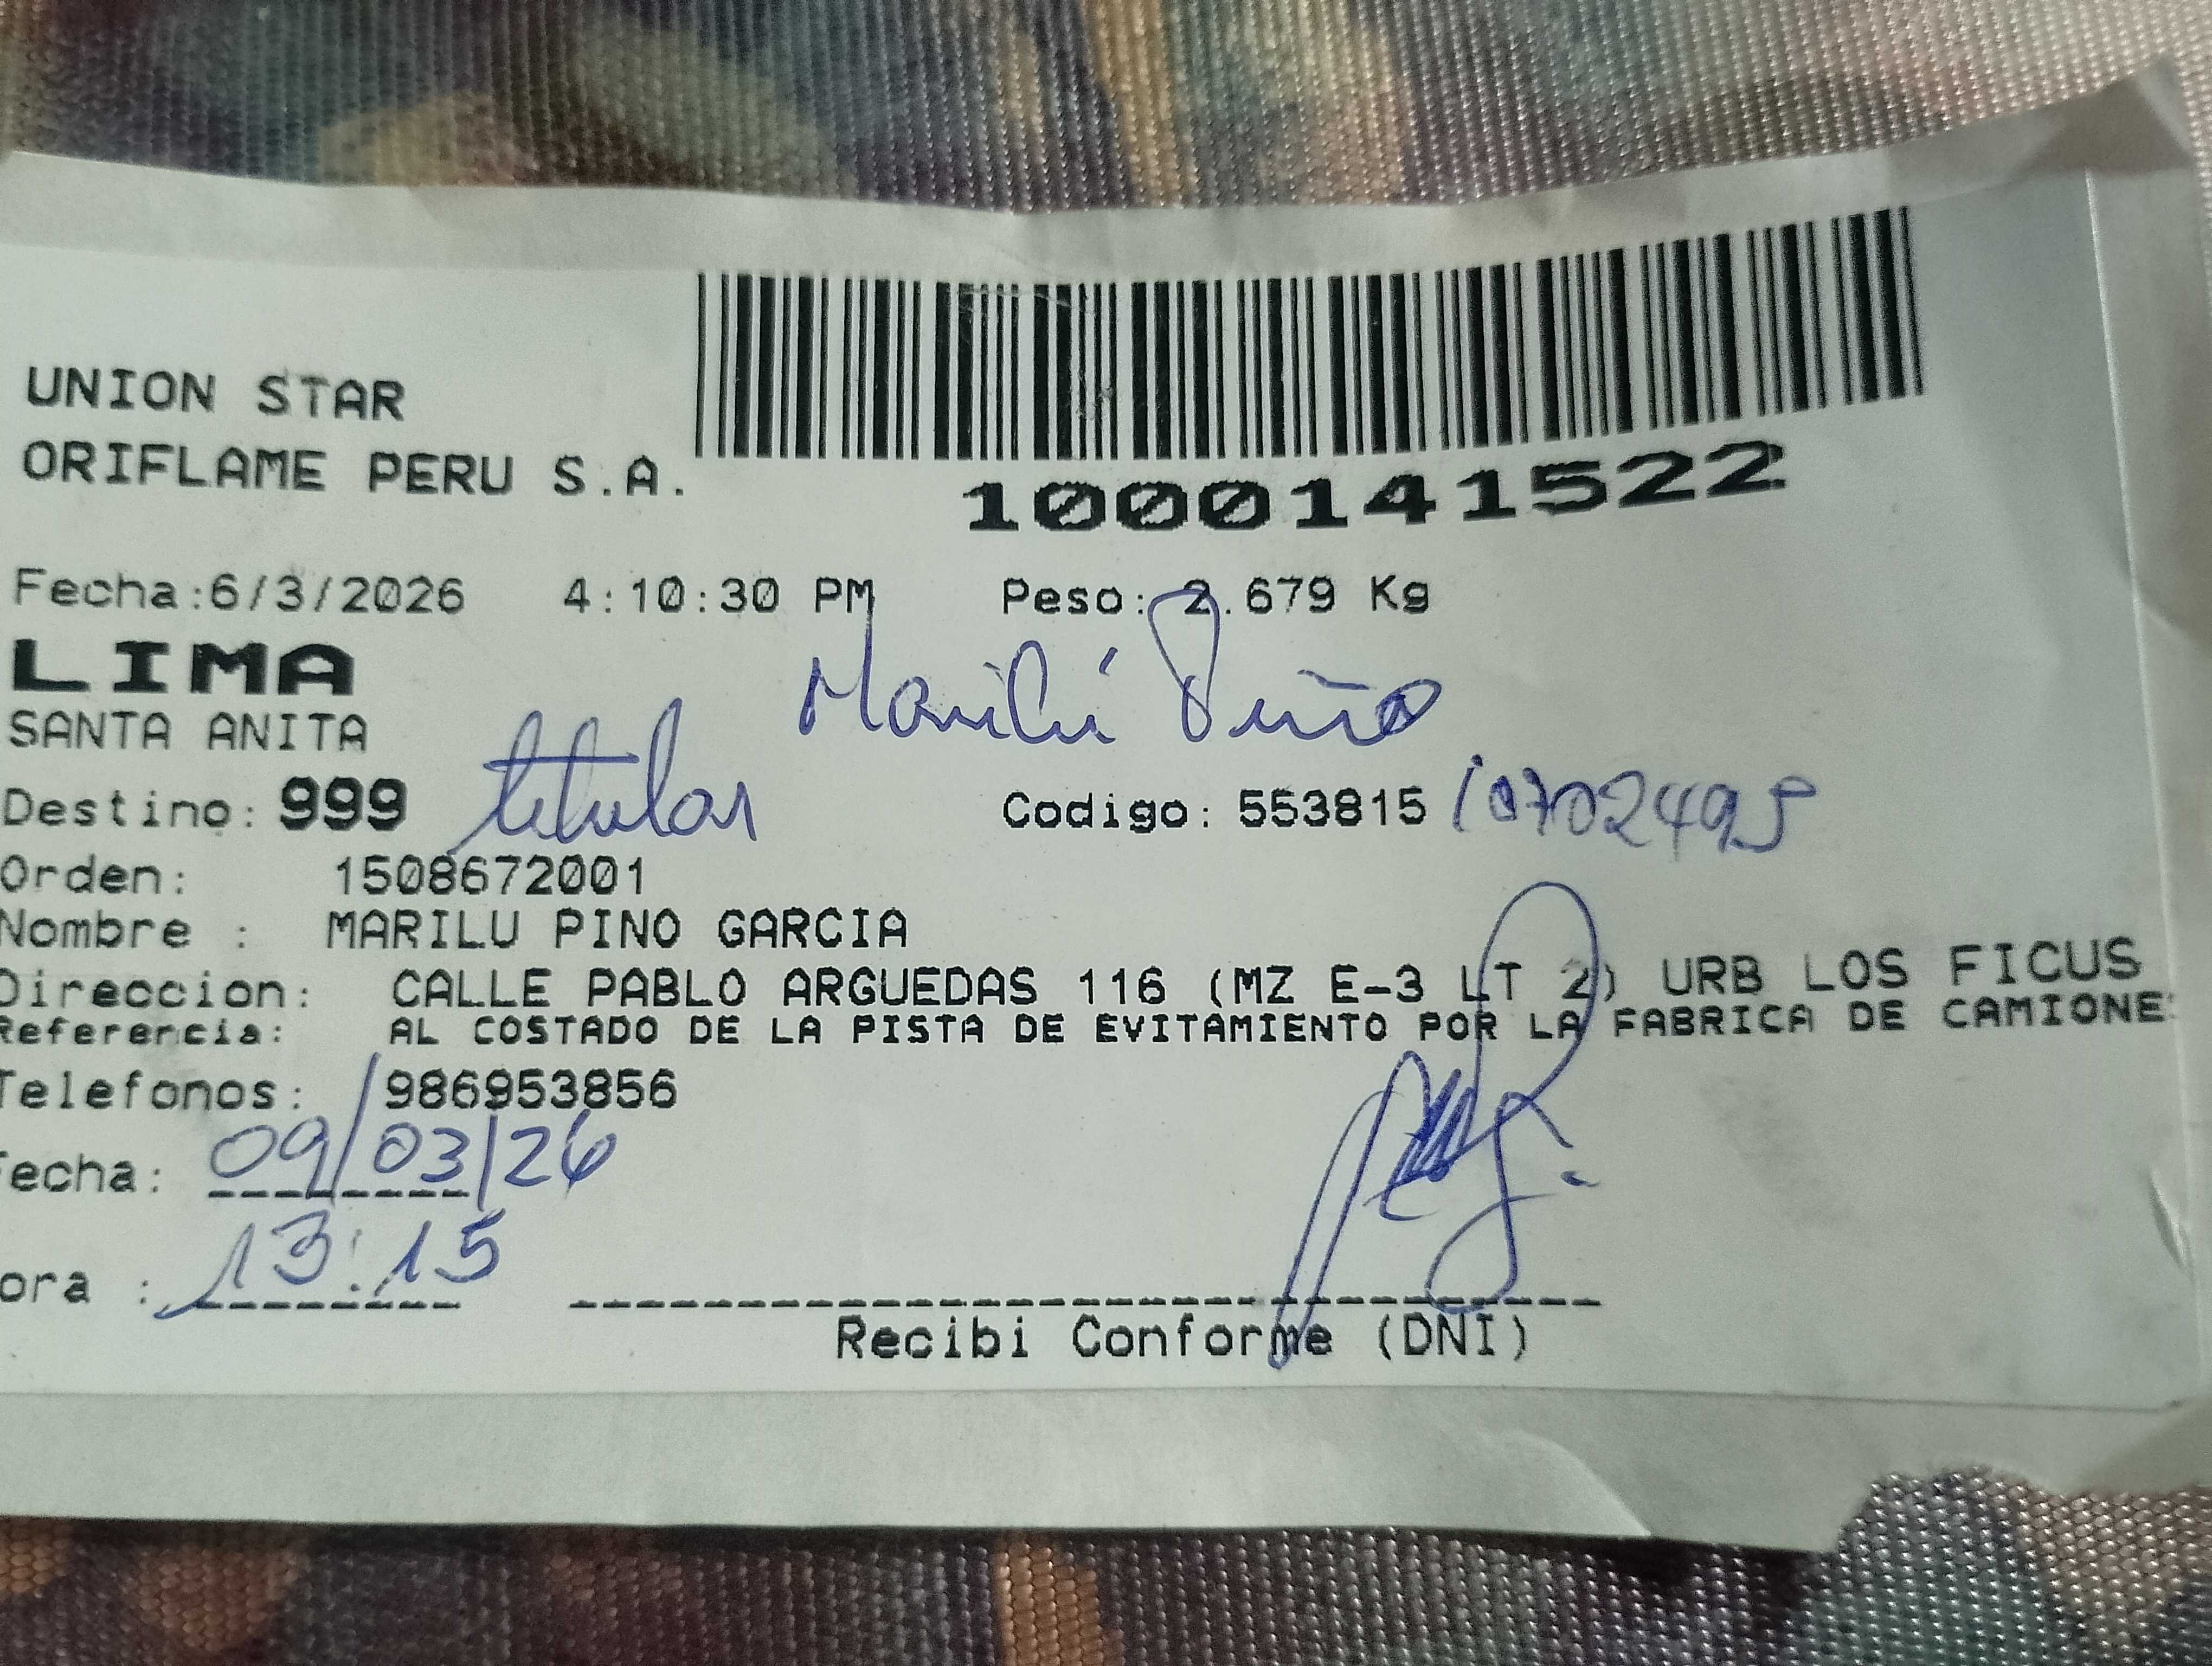 UNION STAR
ORIFLAME PERU S.A.
1000141522
Fecha:6/3/2026 4:10:30 PM Peso: 2.679 Kg
LIMA
Marilú Piño
SANTA ANITA
titular
Destino: 999 Codigo: 553815 10702495
Orden: 1508672001
Nombre : MARILU PINO GARCIA
Direccion: CALLE PABLO ARGUEDAS 116 (MZ E-3 LT 2) URB LOS FICUS
Referencia: AL COSTADO DE LA PISTA DE EVITAMIENTO POR LA FABRICA DE CAMIONE
Telefonos: 986953856
Fecha: 09/03/26
ora : 13:15
Recibi Conforme (DNI)